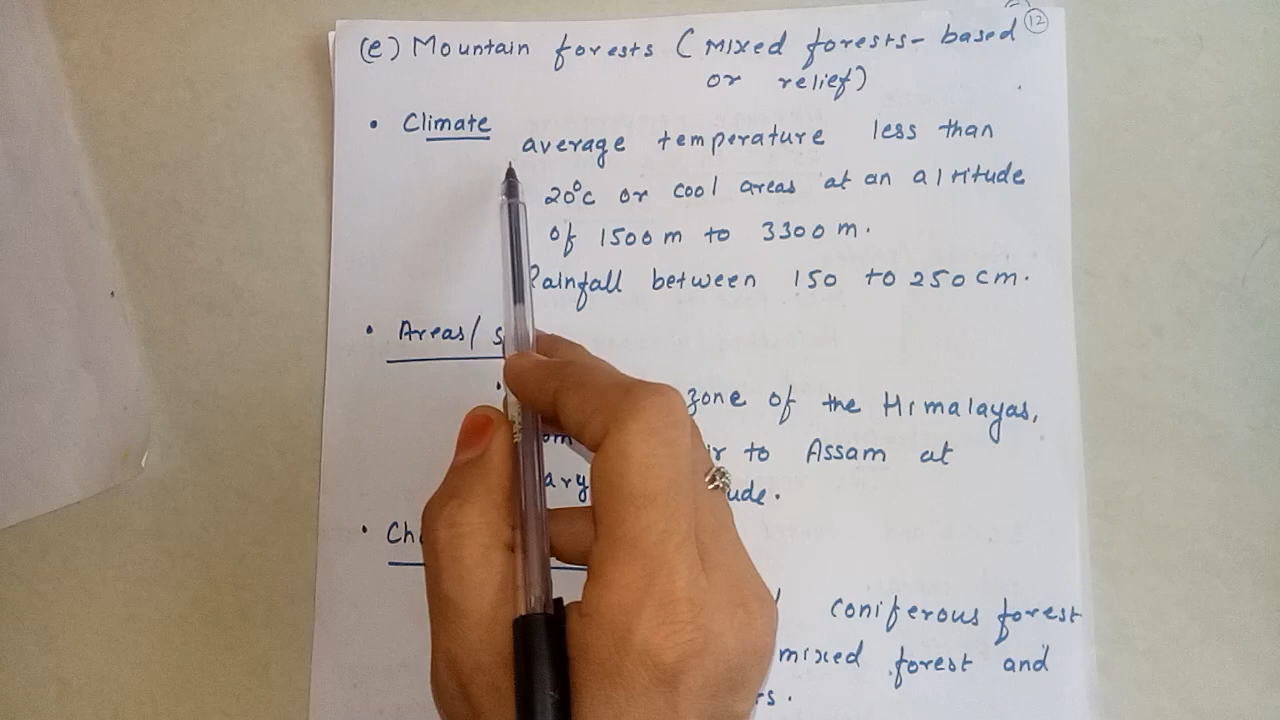 12
(e) Mountain forests (Mixed forests- based
or relief)
• Climate
average temperature less than
20°c or cool areas at an altitude
of 1500m to 3300 m.
Rainfall between 150 to 250 cm.
• Areas/
zone of the Himalayas,
to Assam at
•
coniferous forest
mixed forest and